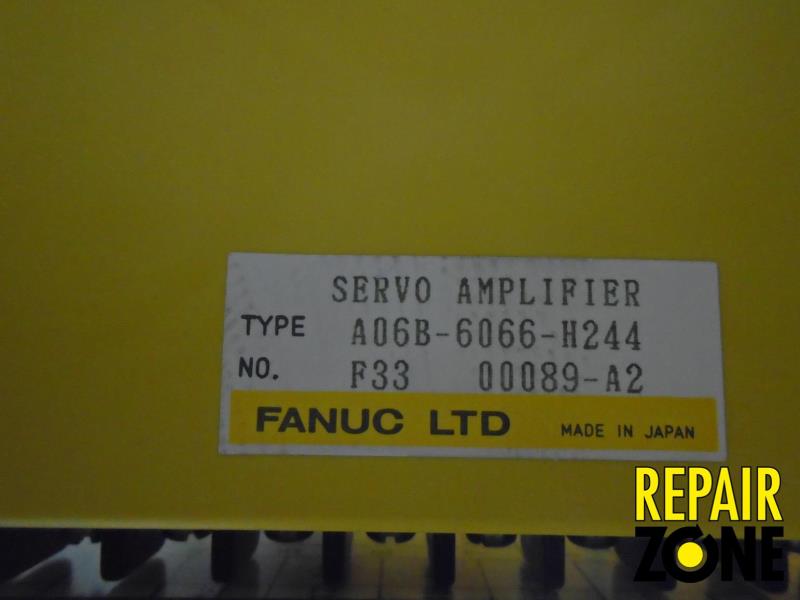 SERVO AMPLIFIER
TYPE A06B-6066-H244
NO. F33 00089-A2
FANUC LTD MADE IN JAPAN
REPAIR
ZONE